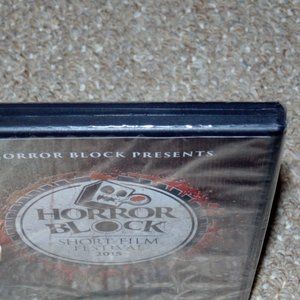 HORROR BLOCK PRESENTS
HORROR
BLOCK
SHORT FILM
FESTIVAL
2015